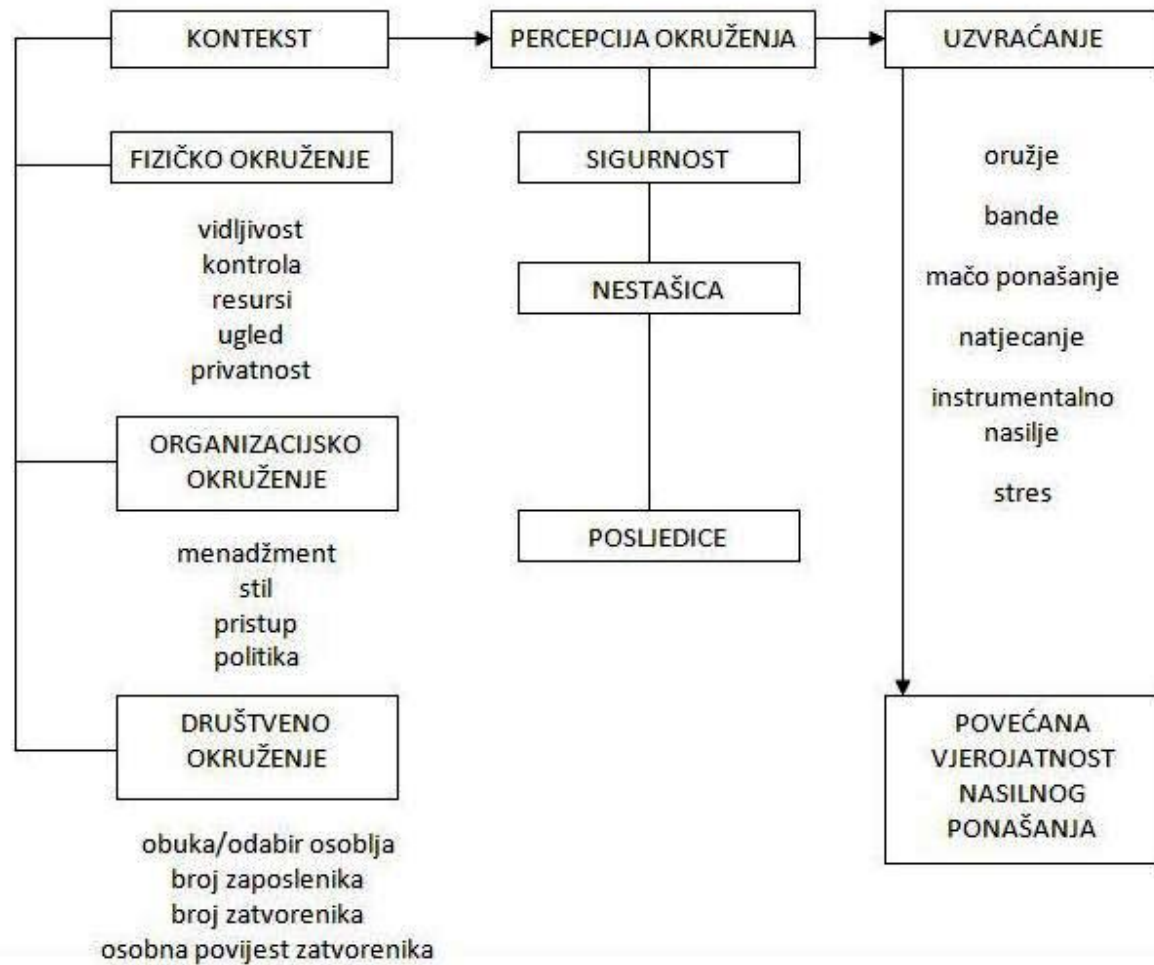 KONTEKST
FIZIČKO OKRUŽENJE
vidljivost
kontrola
resursi
ugled
privatnost
ORGANIZACIJSKO
OKRUŽENJE
menadžment
stil
pristup
politika
DRUŠTVENO
OKRUŽENJE
obuka/odabir osoblja
broj zaposlenika
broj zatvorenika
osobna povijest zatvorenika
PERCEPCIJA OKRUŽENJA
SIGURNOST
NESTAŠICA
POSLJEDICE
UZVRAĆANJE
oružje
bande
mačo ponašanje
natjecanje
instrumentalno
nasilje
stres
POVEĆANA
VJEROJATNOST
NASILNOG
PONAŠANJA